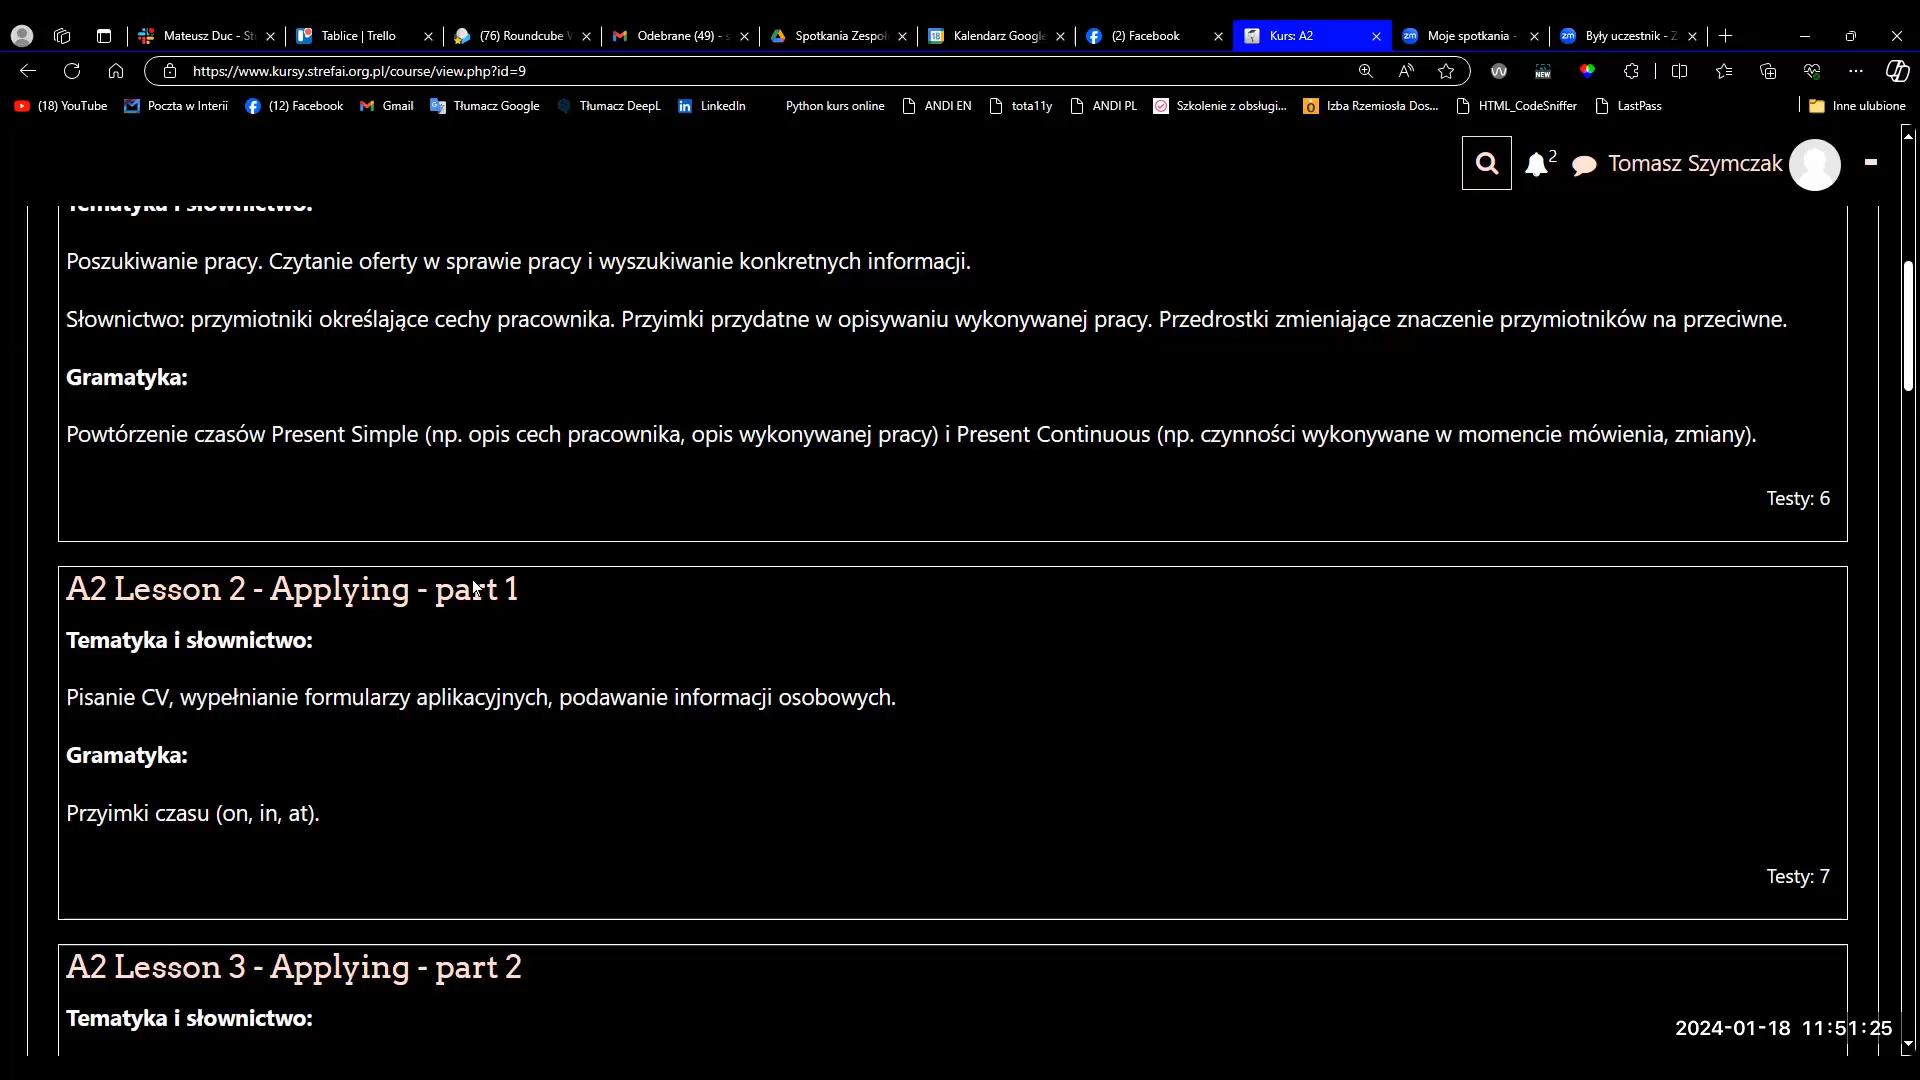 Mateusz Duc - St
Tablice | Trello
(76) Roundcube W
Odebrane (49) - s
Spotkania Zespoł
Kalendarz Google
(2) Facebook
Kurs: A2
Moje spotkania -
Były uczestnik - Z
https://www.kursy.strefai.org.pl/course/view.php?id=9
(18) YouTube
Poczta w Interii
(12) Facebook
Gmail
Tłumacz Google
Tłumacz DeepL
LinkedIn
Python kurs online
ANDI EN
tota11y
ANDI PL
Szkolenie z obsługi...
Izba Rzemiosła Dos...
HTML_CodeSniffer
LastPass
Inne ulubione
2
Tomasz Szymczak
Tematyka i słownictwo:
Poszukiwanie pracy. Czytanie oferty w sprawie pracy i wyszukiwanie konkretnych informacji.
Słownictwo: przymiotniki określające cechy pracownika. Przyimki przydatne w opisywaniu wykonywanej pracy. Przedrostki zmieniające znaczenie przymiotników na przeciwne.
Gramatyka:
Powtórzenie czasów Present Simple (np. opis cech pracownika, opis wykonywanej pracy) i Present Continuous (np. czynności wykonywane w momencie mówienia, zmiany).
Testy: 6
A2 Lesson 2 - Applying - part 1
Tematyka i słownictwo:
Pisanie CV, wypełnianie formularzy aplikacyjnych, podawanie informacji osobowych.
Gramatyka:
Przyimki czasu (on, in, at).
Testy: 7
A2 Lesson 3 - Applying - part 2
Tematyka i słownictwo:
2024-01-18 11:51:25